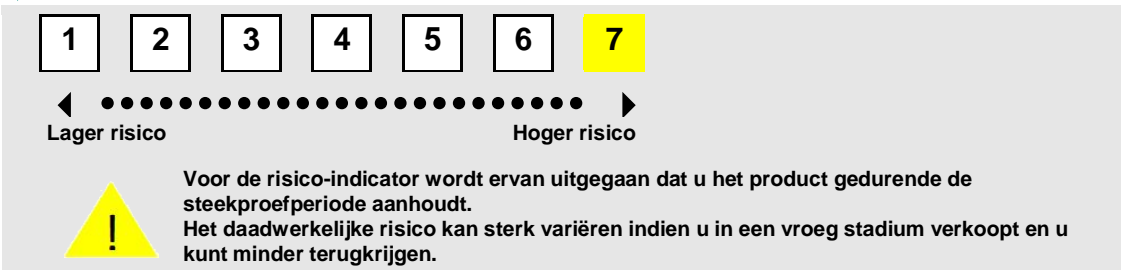 1 2 3 4 5 6 7
Lager risico Hoger risico
!
Voor de risico-indicator wordt ervan uitgegaan dat u het product gedurende de
steekproefperiode aanhoudt.
Het daadwerkelijke risico kan sterk variëren indien u in een vroeg stadium verkoopt en u
kunt minder terugkrijgen.